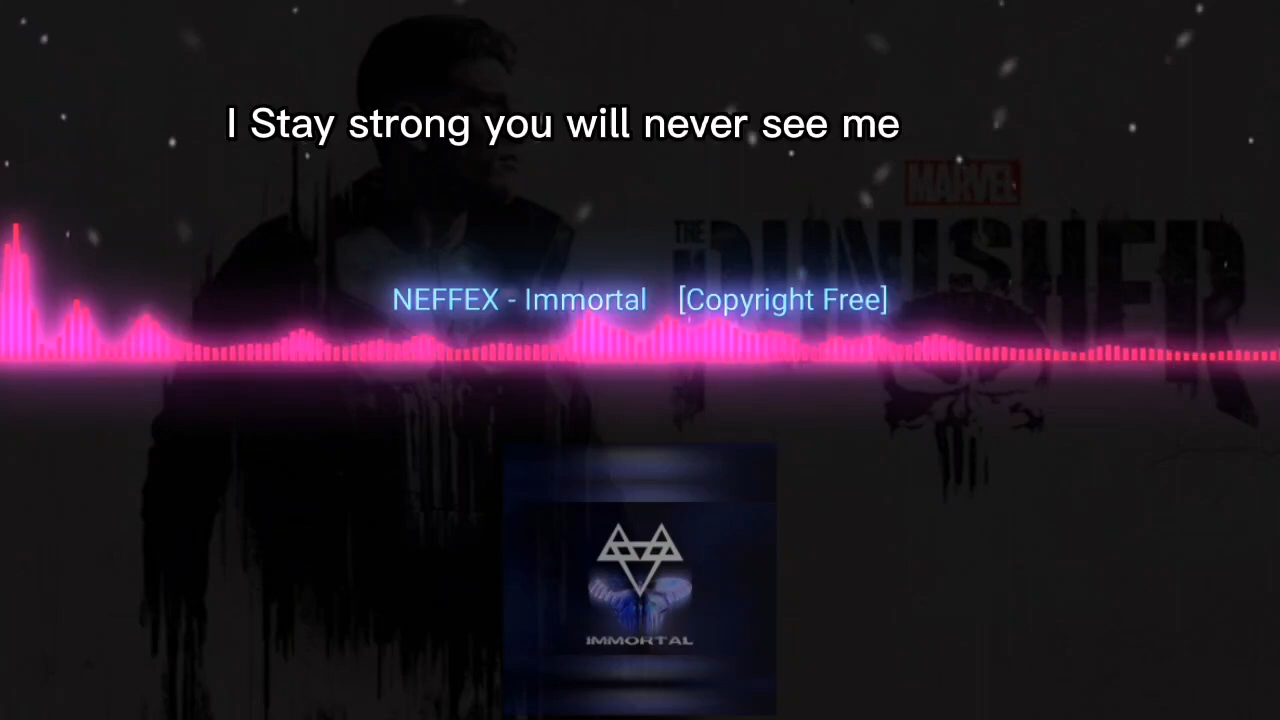 I Stay strong you will never see me
MARVEL
THE
PUNISHER
NEFFEX - Immortal [Copyright Free]
IMMORTAL